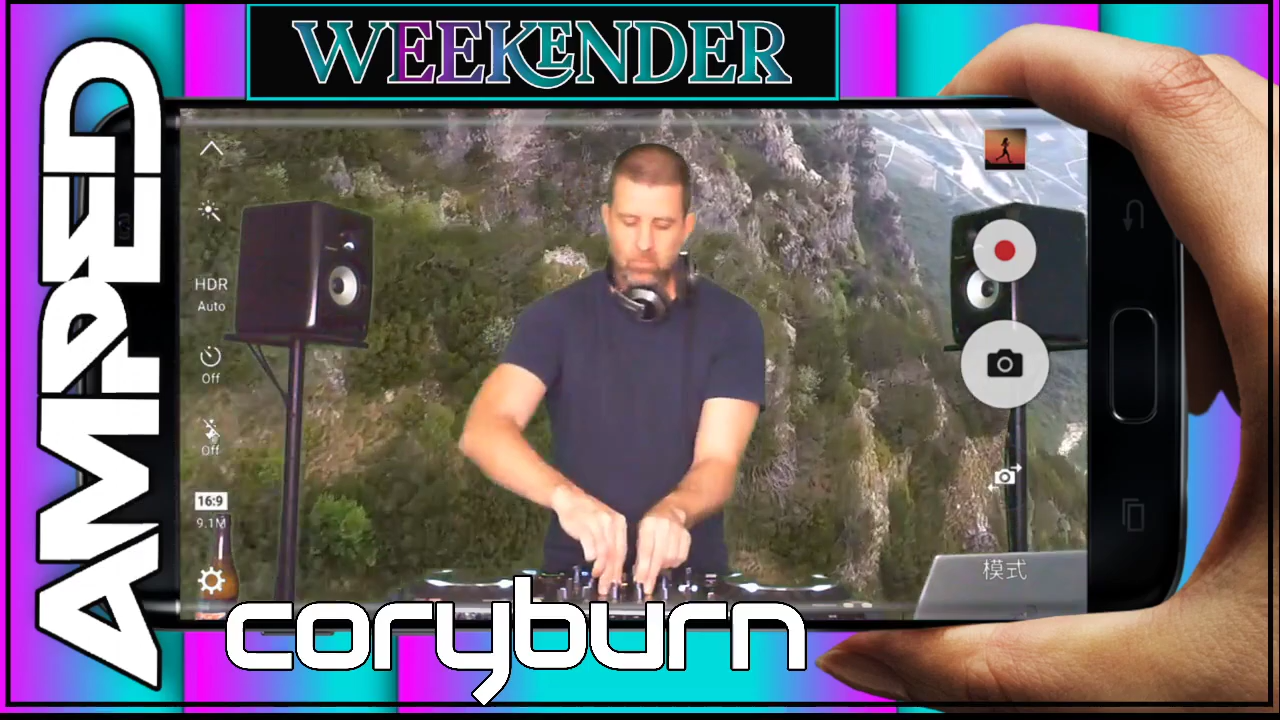 WEEKENDER
AMPED
HDR
Auto
Off
Off
16:9
9.1M
模式
coryburn